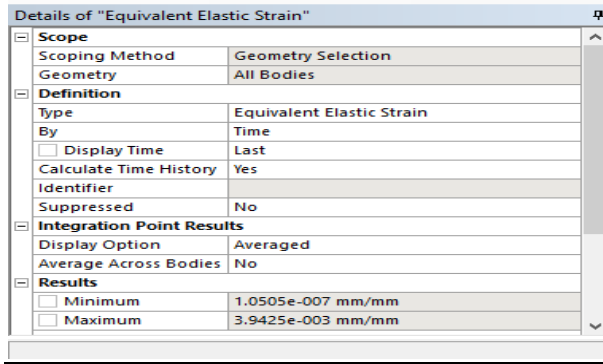 Details of "Equivalent Elastic Strain"
Scope
Scoping Method Geometry Selection
Geometry All Bodies
Definition
Type Equivalent Elastic Strain
By Time
Display Time Last
Calculate Time History Yes
Identifier
Suppressed No
Integration Point Results
Display Option Averaged
Average Across Bodies No
Results
Minimum 1.0505e-007 mm/mm
Maximum 3.9425e-003 mm/mm